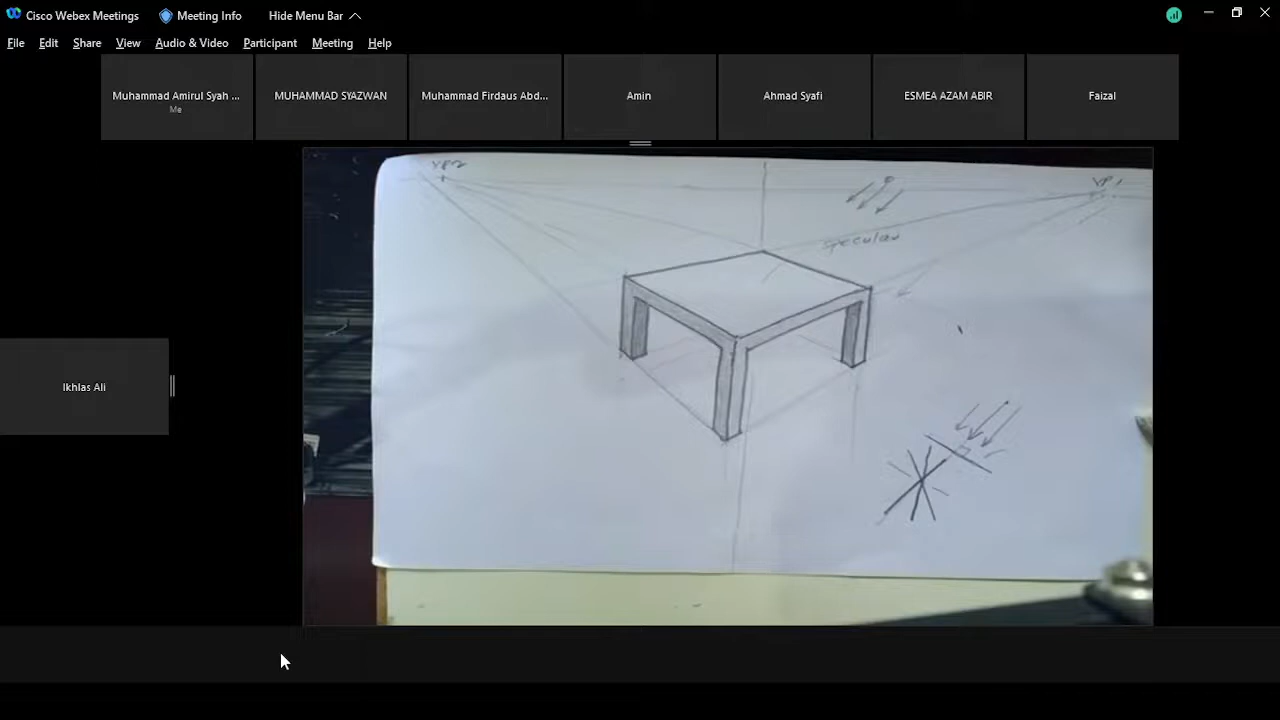 Cisco Webex Meetings
Meeting Info
Hide Menu Bar
File Edit Share View Audio & Video Participant Meeting Help
Muhammad Amirul Syah ...
Me
MUHAMMAD SYAZWAN
Muhammad Firdaus Abd...
Amin
Ahmad Syafi
ESMEA AZAM ABIR
Faizal
VP2
VP1
specular
Ikhlas Ali